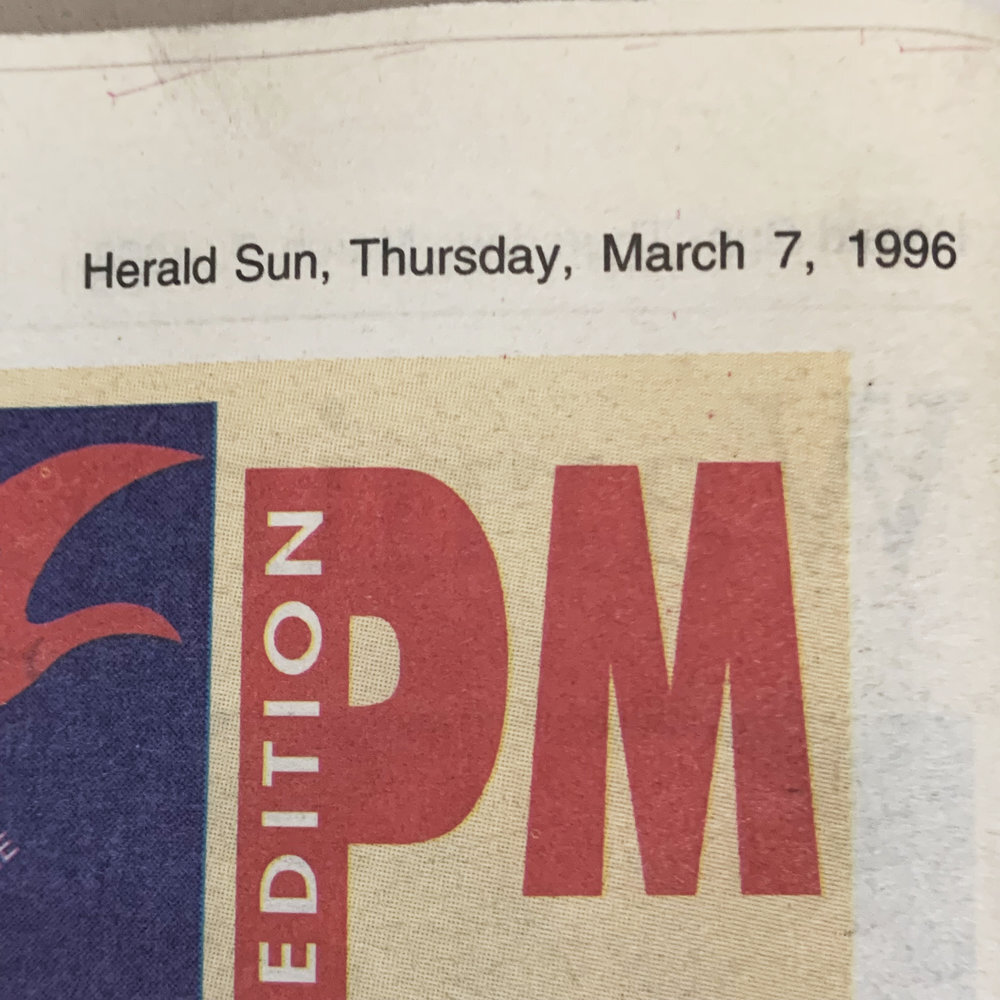 Herald Sun, Thursday, March 7, 1996
PM
EDITION